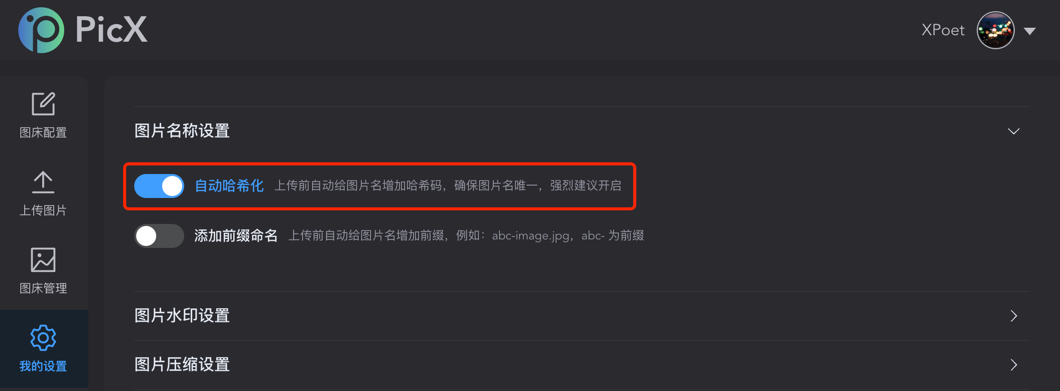 PicX
XPoet
图床配置
上传图片
图床管理
我的设置
图片名称设置
自动哈希化 上传前自动给图片名增加哈希码，确保图片名唯一，强烈建议开启
添加前缀命名 上传前自动给图片名增加前缀，例如：abc-image.jpg，abc- 为前缀
图片水印设置
图片压缩设置